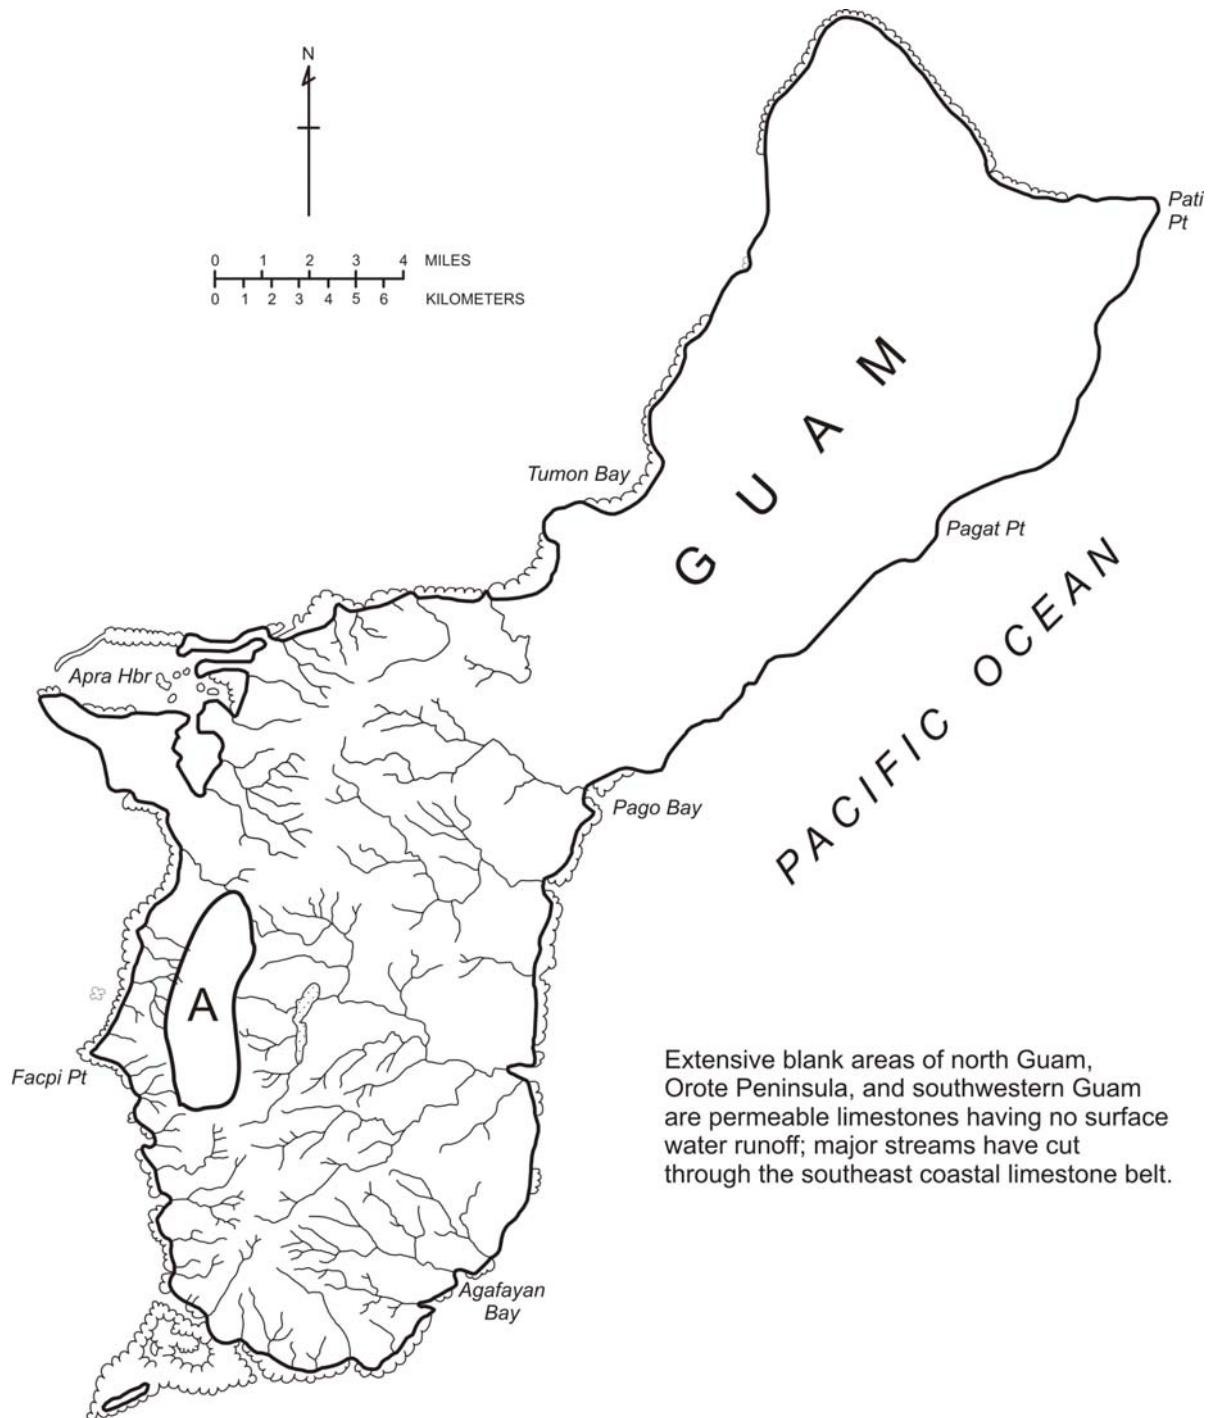 N
0 1 2 3 4 MILES
0 1 2 3 4 5 6 KILOMETERS
Pati
Pt
GUAM
Tumon Bay
Pagat Pt
PACIFIC OCEAN
Apra Hbr
Pago Bay
A
Facpi Pt
Extensive blank areas of north Guam,
Orote Peninsula, and southwestern Guam
are permeable limestones having no surface
water runoff; major streams have cut
through the southeast coastal limestone belt.
Agafayan
Bay